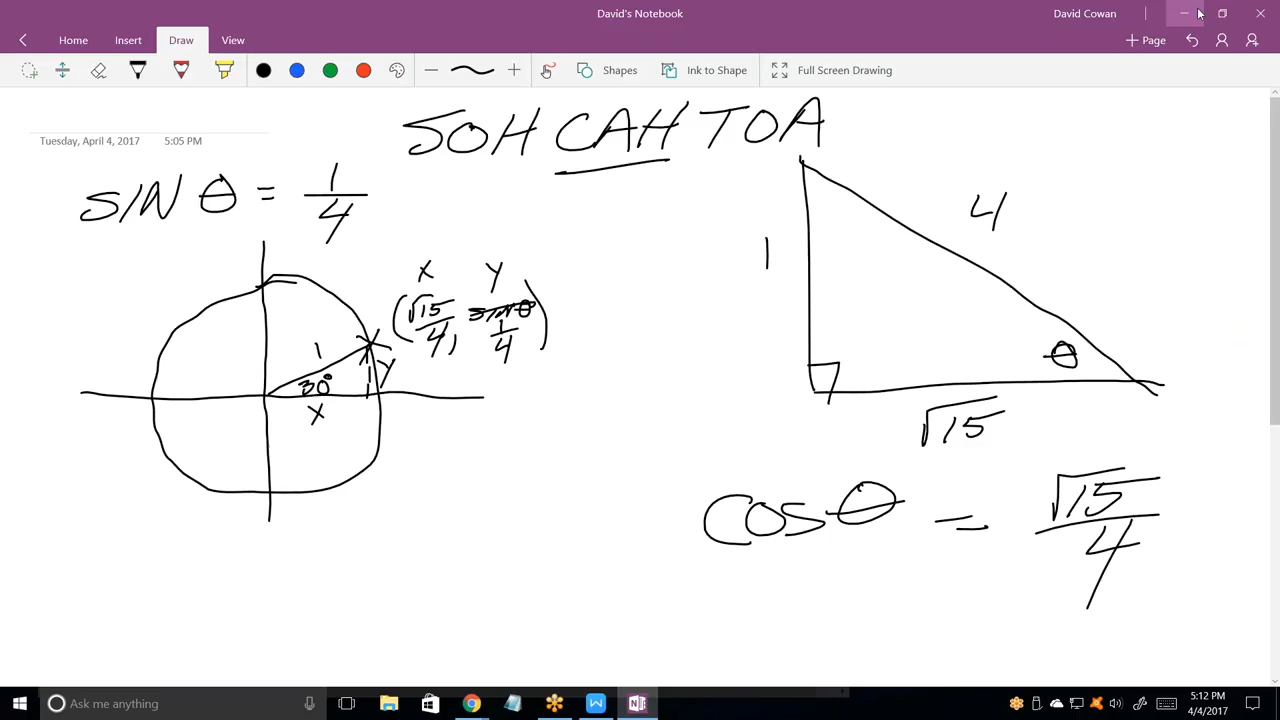 David's Notebook
David Cowan
Home Insert Draw View
Page
Shapes Ink to Shape Full Screen Drawing
Tuesday, April 4, 2017 5:05 PM
SOH CAH TOA
SIN θ = 1/4
1
4
θ
√15
X Y
(√15/4, sin θ 1/4)
1
30°
X
Y
COS θ = √15/4
Ask me anything
5:12 PM
4/4/2017